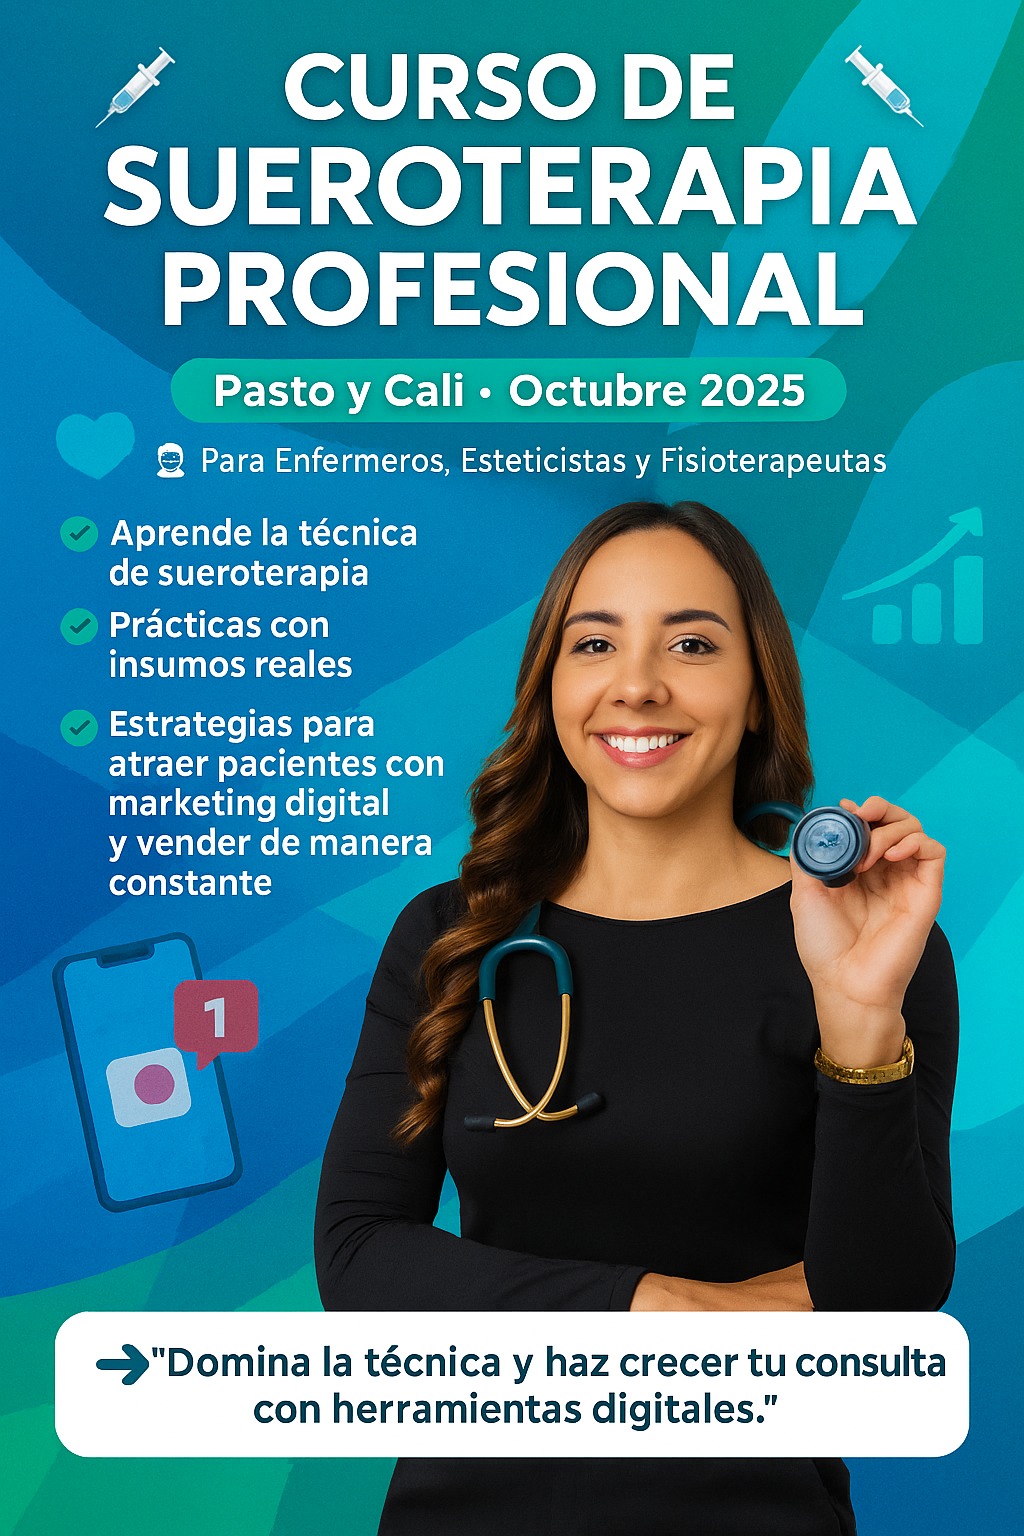 CURSO DE
SUEROTERAPIA
PROFESIONAL
Pasto y Cali • Octubre 2025
Para Enfermeros, Esteticistas y Fisioterapeutas
Aprende la técnica
de sueroterapia
Prácticas con
insumos reales
Estrategias para
atraer pacientes con
marketing digital
y vender de manera
constante
1
"Domina la técnica y haz crecer tu consulta
con herramientas digitales."